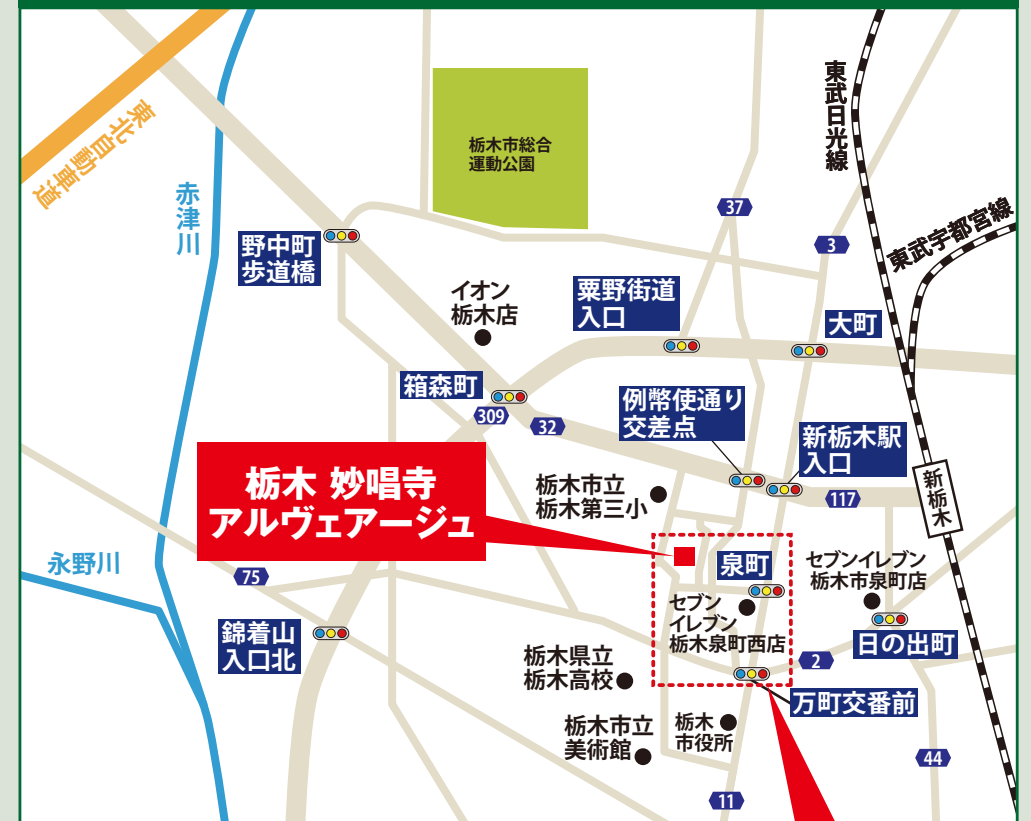 東北自動車道
赤津川
栃木市総合
運動公園
東武日光線
37
3
東武宇都宮線
野中町
歩道橋
イオン
栃木店
粟野街道
入口
大町
箱森町
309
32
例幣使通り
交差点
新栃木駅
入口
117
新栃木
栃木 妙唱寺
アルヴェアージュ
栃木市立
栃木第三小
永野川
75
泉町
セブンイレブン
栃木市泉町店
セブン
イレブン
栃木泉町西店
錦着山
入口北
日の出町
2
栃木県立
栃木高校
万町交番前
栃木市立
美術館
栃木
市役所
44
11